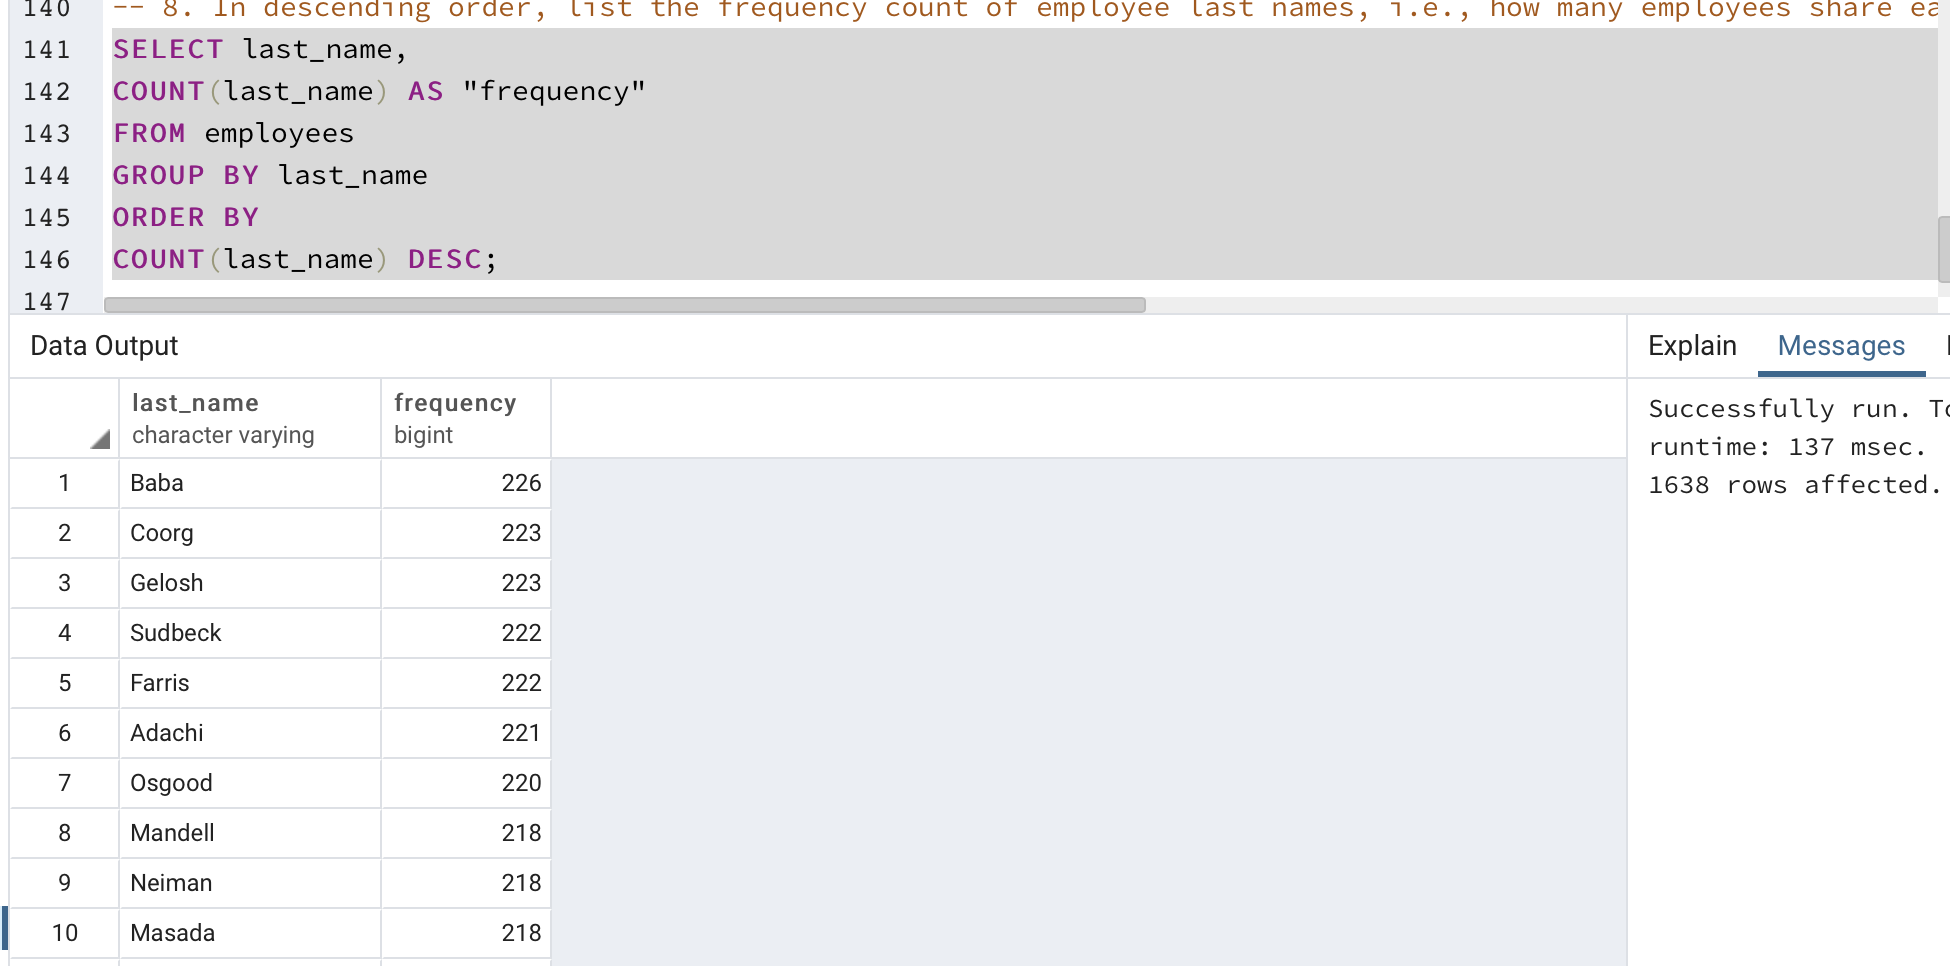 140 -- 8. In descending order, list the frequency count of employee last names, i.e., how many employees share
141 SELECT last_name,
142 COUNT(last_name) AS "frequency"
143 FROM employees
144 GROUP BY last_name
145 ORDER BY
146 COUNT(last_name) DESC;
147
Data Output
Explain Messages
last_name frequency
character varying bigint
1 Baba 226
2 Coorg 223
3 Gelosh 223
4 Sudbeck 222
5 Farris 222
6 Adachi 221
7 Osgood 220
8 Mandell 218
9 Neiman 218
10 Masada 218
Successfully run.
runtime: 137 msec.
1638 rows affected.